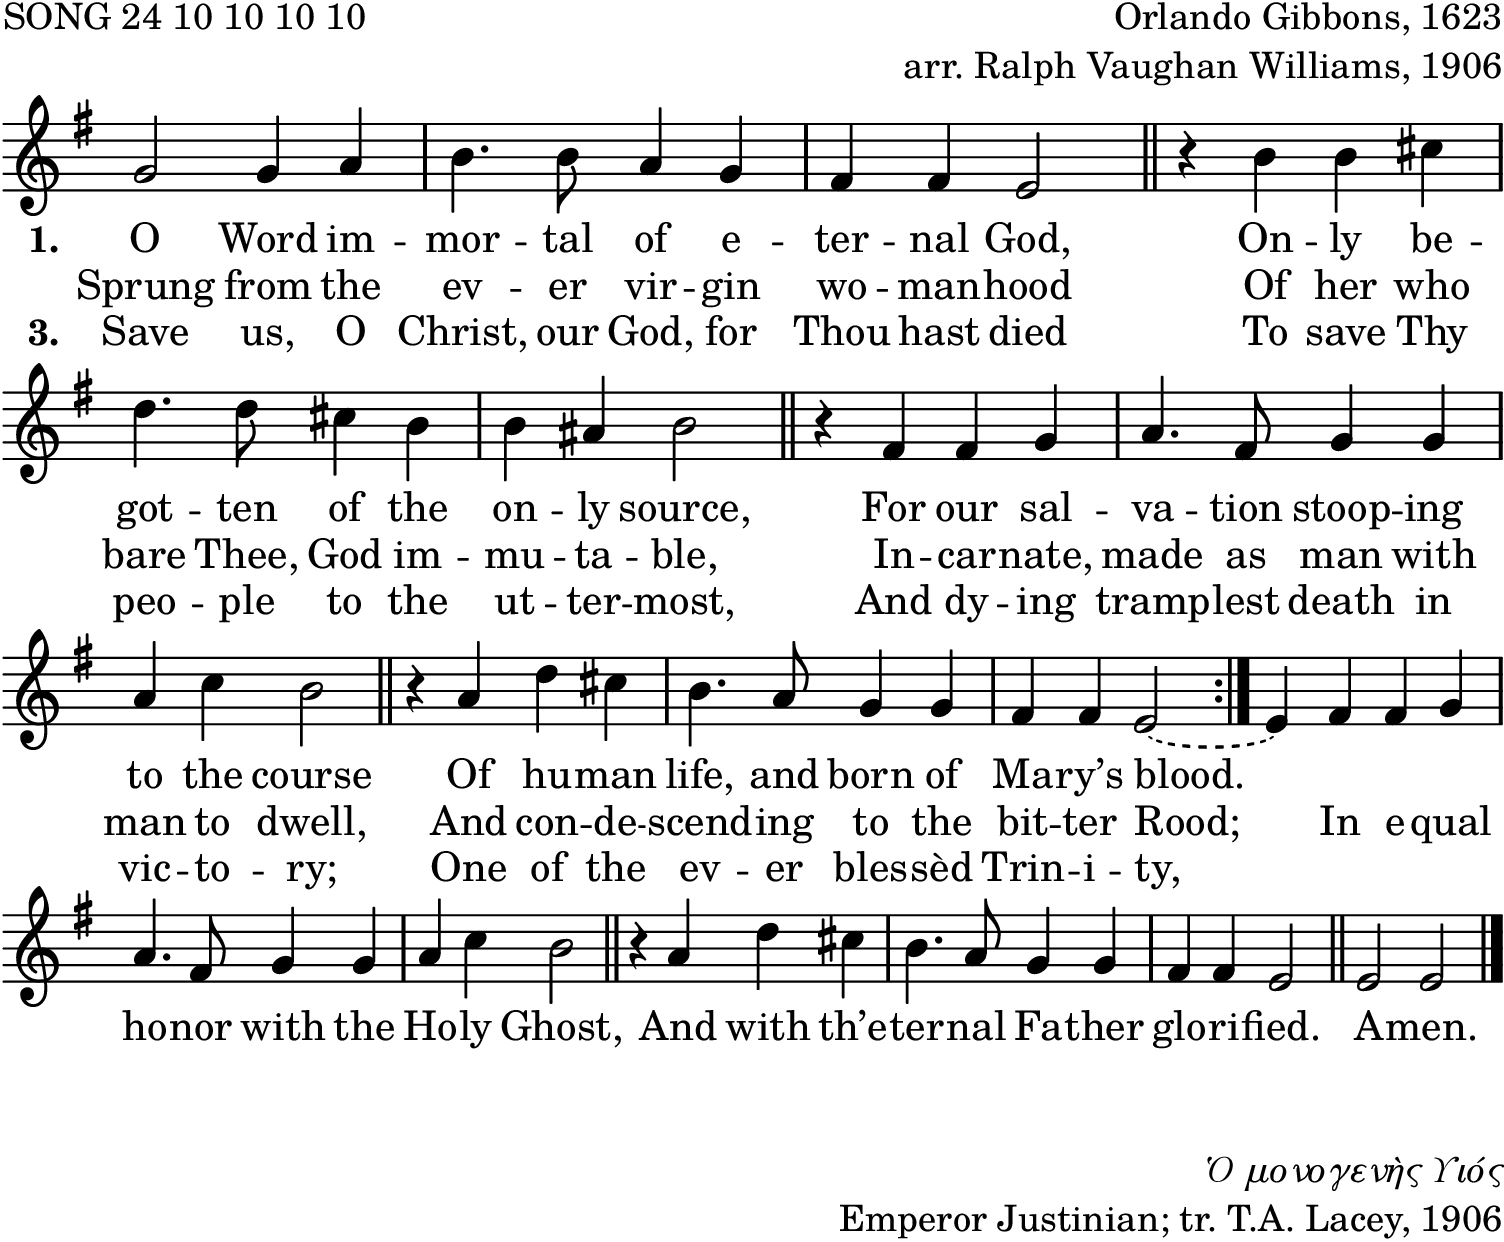 SONG 24 10 10 10 10
Orlando Gibbons, 1623
arr. Ralph Vaughan Williams, 1906
1. O Word im - mor - tal of e - ter - nal God, On - ly be -
Sprung from the ev - er vir - gin wo - manhood Of her who
3. Save us, O Christ, our God, for Thou hast died To save Thy
got - ten of the on - ly source, For our sal - va - tion stoop - ing
bare Thee, God im - mu - ta - ble, In - carnate, made as man with
peo - ple to the ut - ter - most, And dy - ing tramplest death in
to the course Of human life, and born of Mary’s blood.
man to dwell, And con - de - scending to the bit - ter Rood; In equal
vic - to - ry; One of the ev - er blessèd Trin - i - ty,
honor with the Holy Ghost, And with th’eternal Father glorified. Amen.
Ὁ μονογενὴς Υιός
Emperor Justinian; tr. T.A. Lacey, 1906